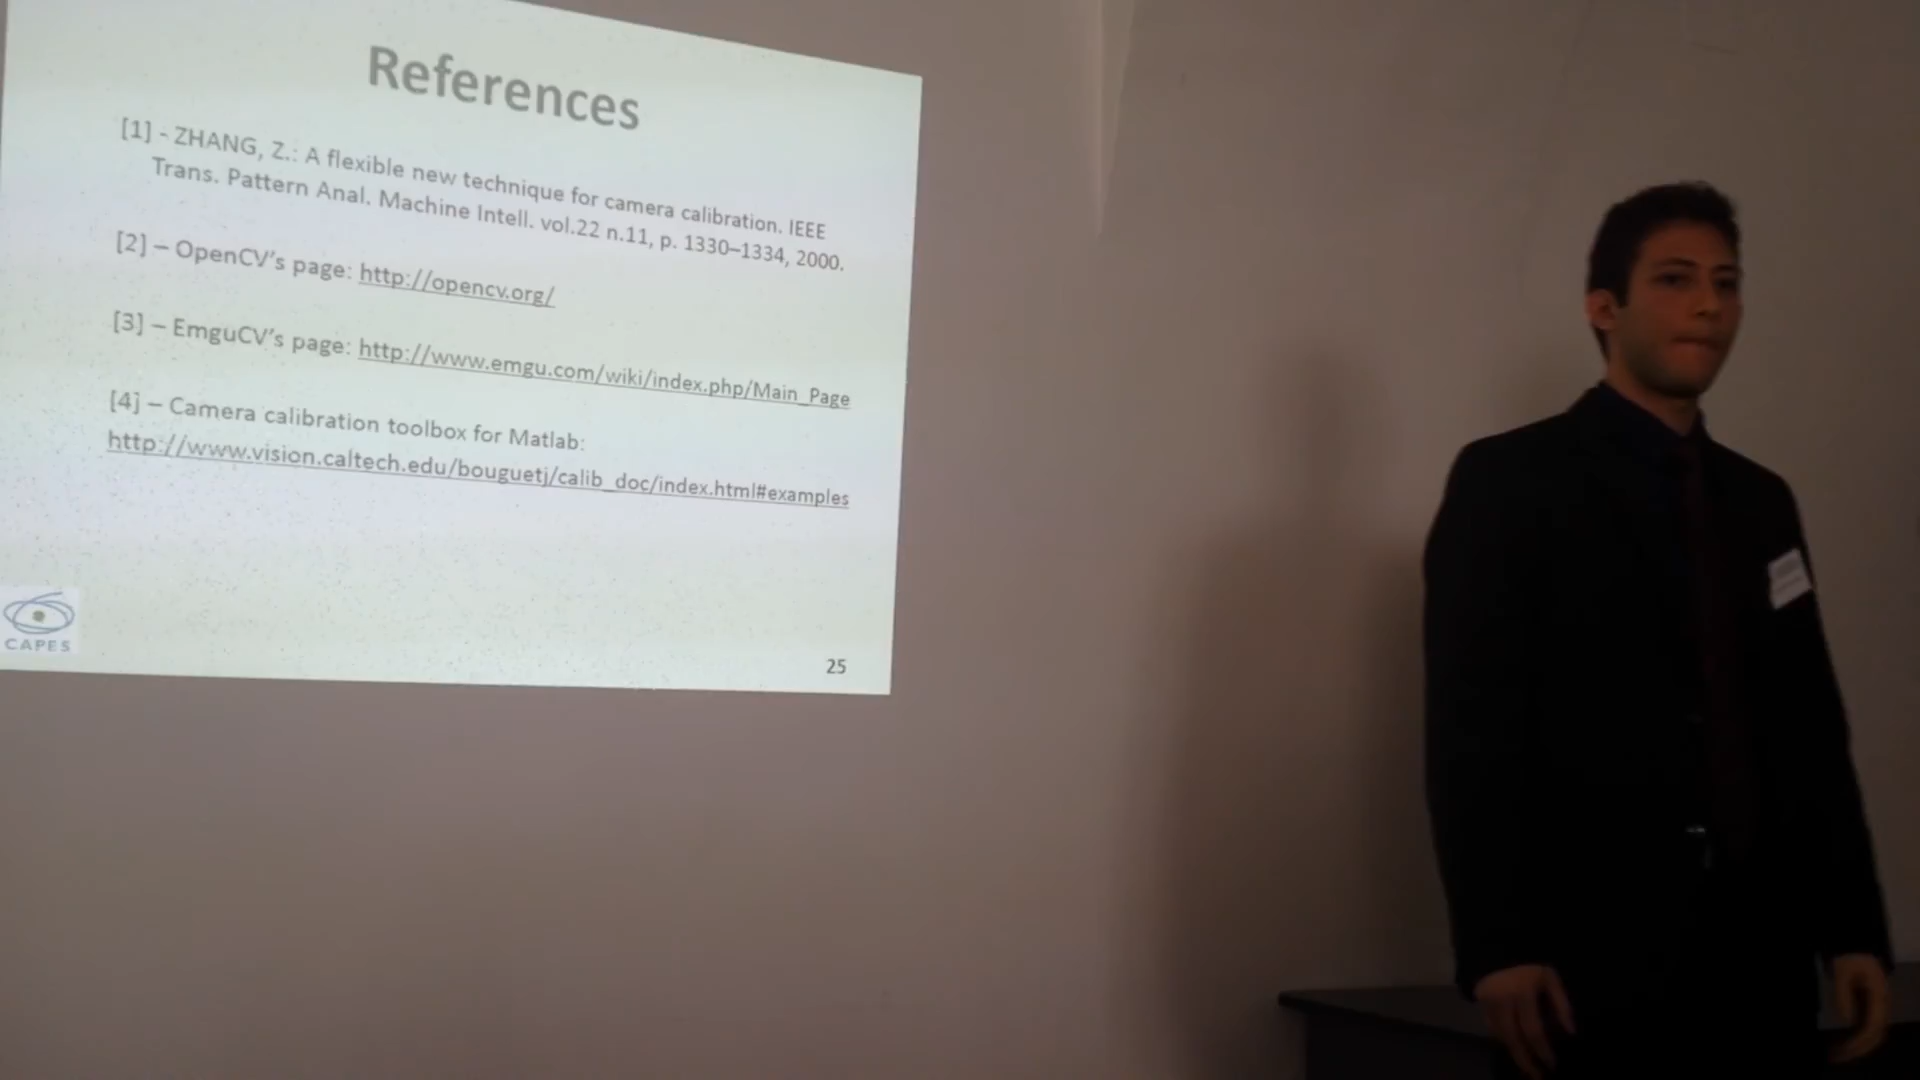 References
[1] - ZHANG, Z.: A flexible new technique for camera calibration. IEEE
Trans. Pattern Anal. Machine Intell. vol.22 n.11, p. 1330–1334, 2000.
[2] – OpenCV's page: http://opencv.org/
[3] – EmguCV's page: http://www.emgu.com/wiki/index.php/Main_Page
[4] – Camera calibration toolbox for Matlab:
http://www.vision.caltech.edu/bouguetj/calib_doc/index.html#examples
CAPES
25